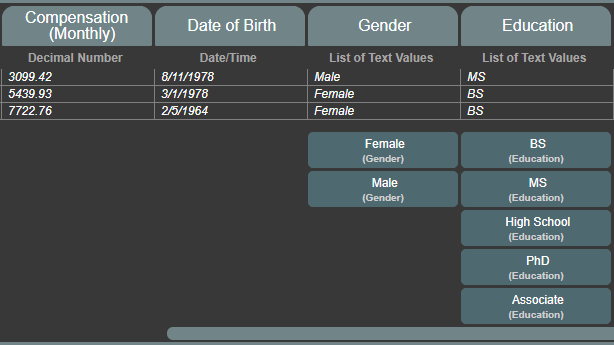 Compensation (Monthly) Date of Birth Gender Education
Decimal Number Date/Time List of Text Values List of Text Values
3099.42 8/11/1978 Male MS
5439.93 3/1/1978 Female BS
7722.76 2/5/1964 Female BS
Female BS
(Gender) (Education)
Male MS
(Gender) (Education)
High School
(Education)
PhD
(Education)
Associate
(Education)